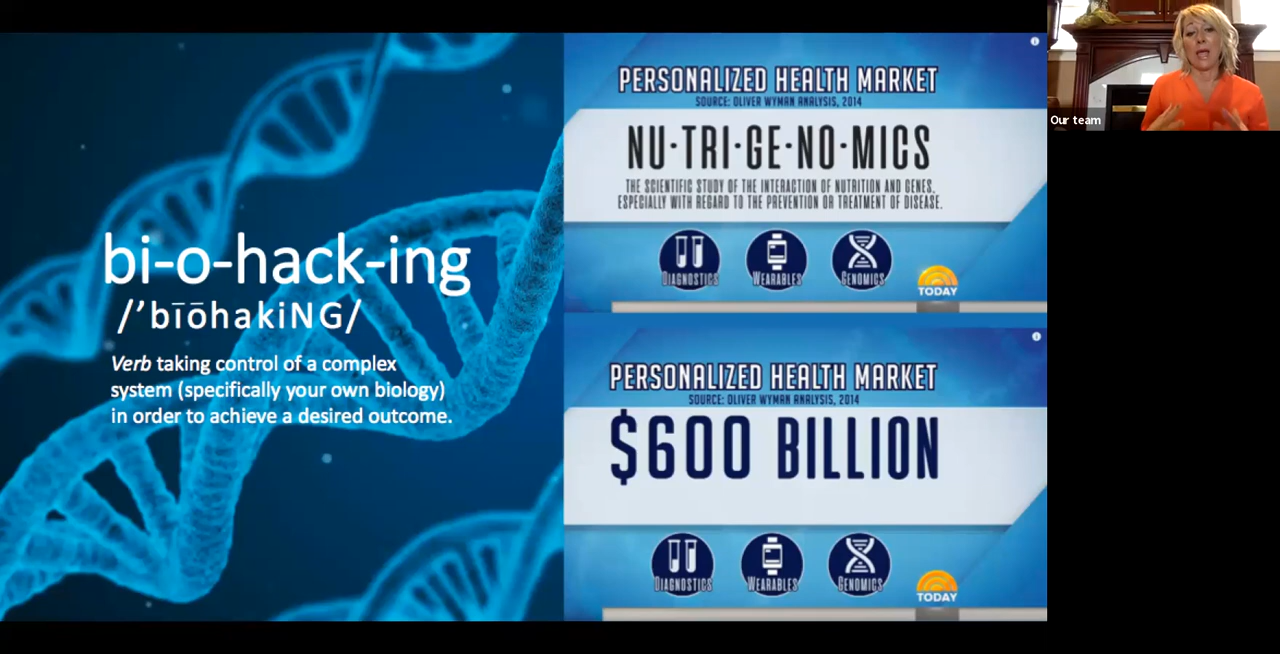 bi-o-hack-ing
/’bīōhakiNG/
Verb taking control of a complex
system (specifically your own biology)
in order to achieve a desired outcome.
PERSONALIZED HEALTH MARKET
SOURCE: OLIVER WYMAN ANALYSIS, 2014
NU·TRI·GE·NO·MICS
THE SCIENTIFIC STUDY OF THE INTERACTION OF NUTRITION AND GENES,
ESPECIALLY WITH REGARD TO THE PREVENTION OR TREATMENT OF DISEASE.
DIAGNOSTICS
WEARABLES
GENOMICS
TODAY
PERSONALIZED HEALTH MARKET
SOURCE: OLIVER WYMAN ANALYSIS, 2014
$600 BILLION
DIAGNOSTICS
WEARABLES
GENOMICS
TODAY
Our team